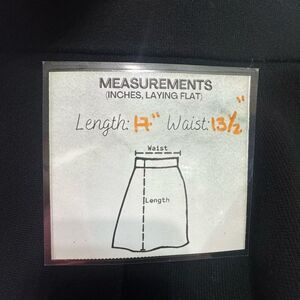 MEASUREMENTS
(INCHES, LAYING FLAT)
Length: 17" Waist: 13½"
Waist
Length